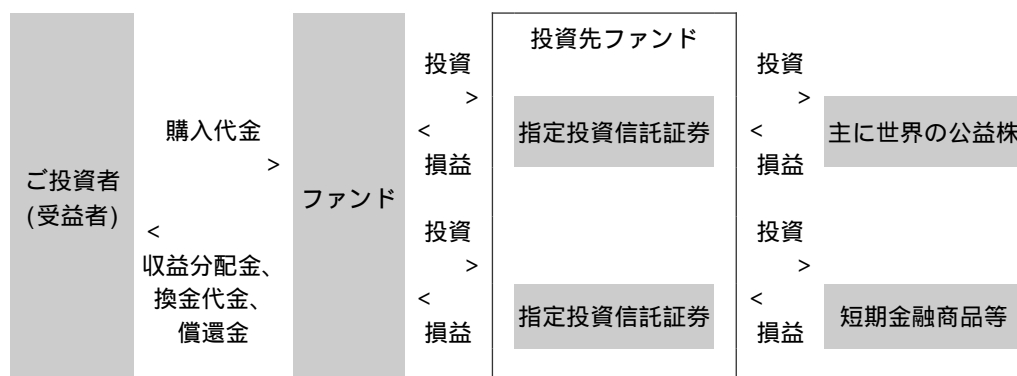 ご投資者
(受益者)
購入代金
>
<
収益分配金、
換金代金、
償還金
ファンド
投資
>
<
損益
投資
>
<
損益
投資先ファンド
指定投資信託証券
指定投資信託証券
投資
>
<
損益
投資
>
<
損益
主に世界の公益株
短期金融商品等